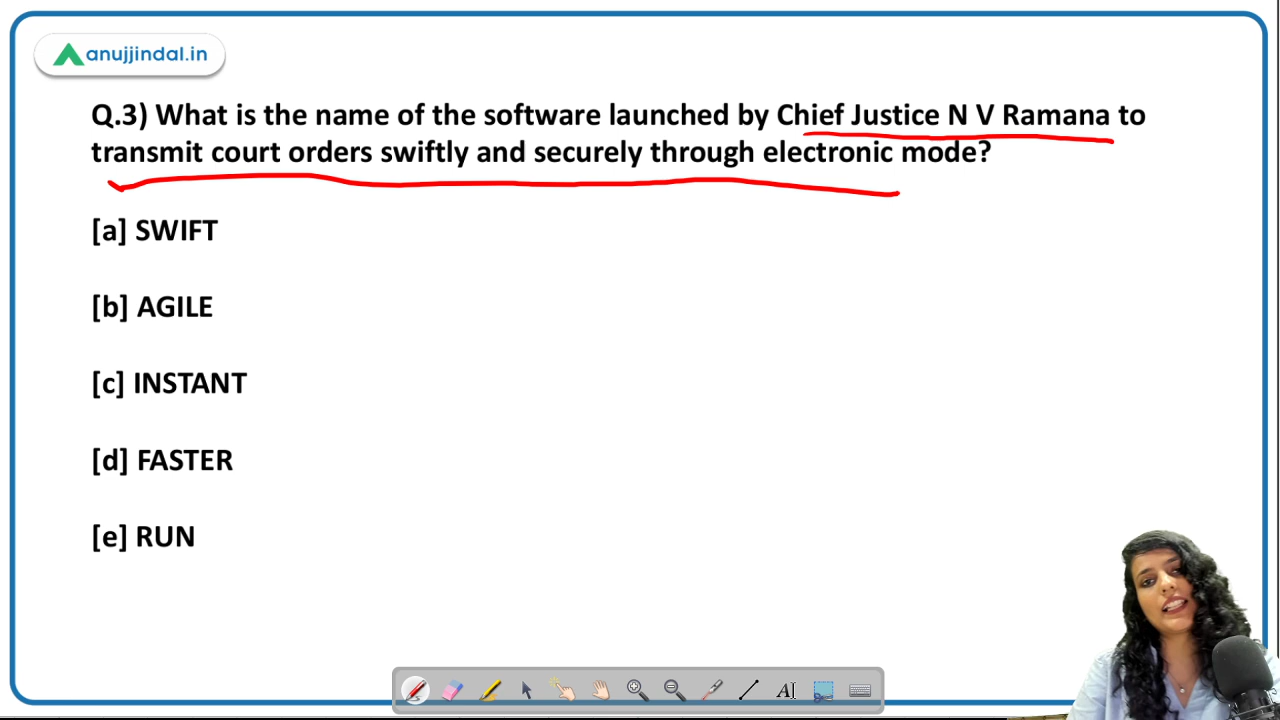 anujjindal.in
Q.3) What is the name of the software launched by Chief Justice N V Ramana to
transmit court orders swiftly and securely through electronic mode?
[a] SWIFT
[b] AGILE
[c] INSTANT
[d] FASTER
[e] RUN